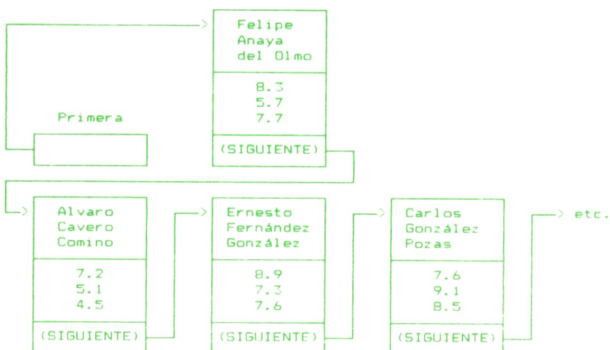 Felipe
Anaya
del Olmo
8.3
5.7
7.7
(SIGUIENTE)
Primera
Alvaro
Cavero
Comino
7.2
5.1
4.5
(SIGUIENTE)
Ernesto
Fernández
González
8.9
7.3
7.6
(SIGUIENTE)
Carlos
González
Pozas
7.6
9.1
8.5
(SIGUIENTE)
etc.